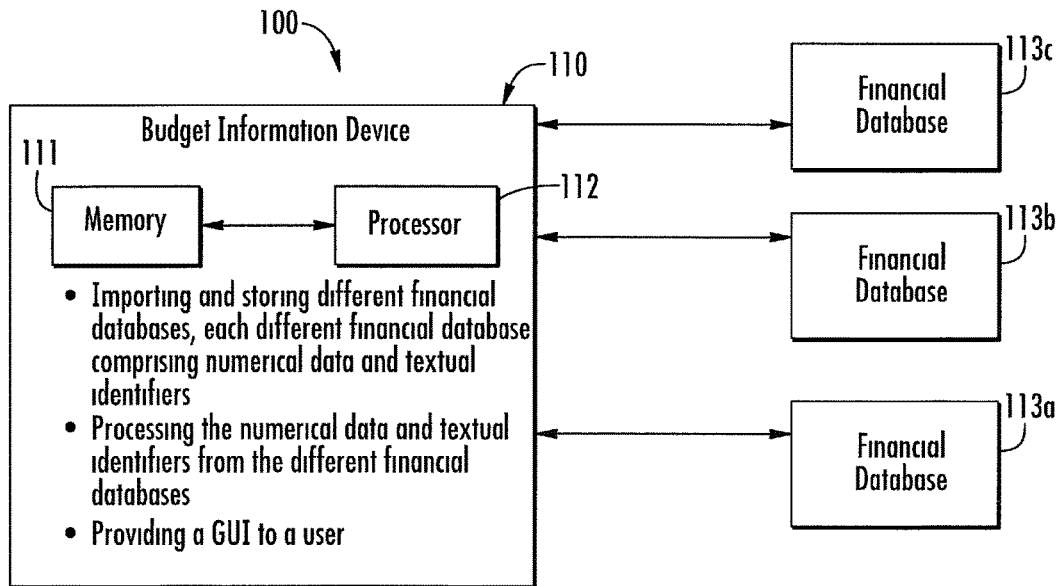 100
110
Budget Information Device
111
Memory
112
Processor
• Importing and storing different financial
databases, each different financial database
comprising numerical data and textual
identifiers
• Processing the numerical data and textual
identifiers from the different financial
databases
• Providing a GUI to a user
113c
Financial
Database
113b
Financial
Database
113a
Financial
Database